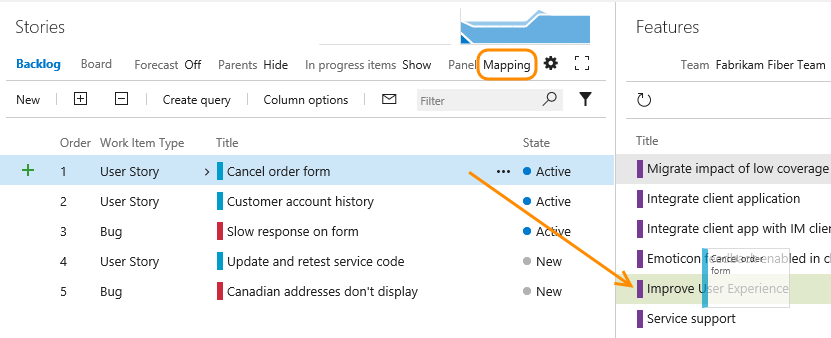 Stories
Backlog Board Forecast Off Parents Hide In progress items Show Panel Mapping
New Create query Column options Filter
Order Work Item Type Title State
1 User Story Cancel order form Active
2 User Story Customer account history Active
3 Bug Slow response on form Active
4 User Story Update and retest service code New
5 Bug Canadian addresses don't display New
Features
Team Fabrikam Fiber Team
Title
Migrate impact of low coverage
Integrate client application
Integrate client app with IM clien
Emoticon feedback enabled in c
Cancel order
form
Improve User Experience
Service support